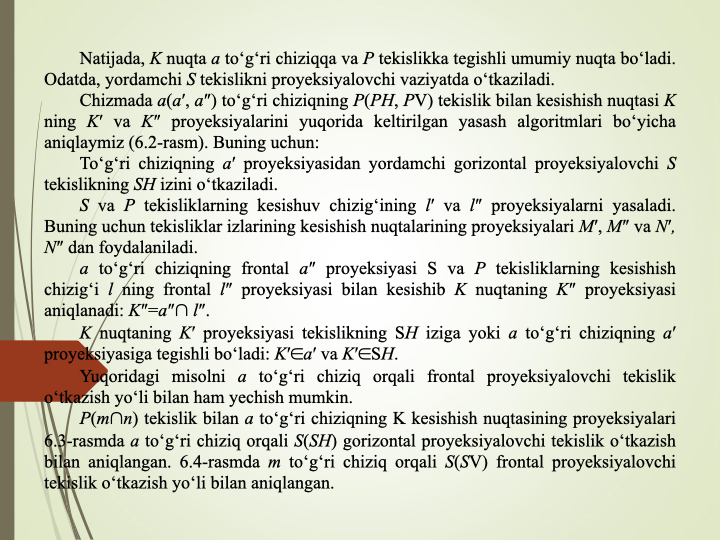 Natijada, K nuqta a to‘g‘ri chiziqqa va P tekislikka tegishli umumiy nuqta bo‘ladi.
Odatda, yordamchi S tekislikni proyeksiyalovchi vaziyatda o‘tkaziladi.
Chizmada a(a′, a″) to‘g‘ri chiziqning P(PH, PV) tekislik bilan kesishish nuqtasi K
ning K′ va K″ proyeksiyalarini yuqorida keltirilgan yasash algoritmlari bo‘yicha
aniqlaymiz (6.2-rasm). Buning uchun:
To‘g‘ri chiziqning a′ proyeksiyasidan yordamchi gorizontal proyeksiyalovchi S
tekislikning SH izini o‘tkaziladi.
S va P tekisliklarning kesishuv chizig‘ining l′ va l″ proyeksiyalarni yasaladi.
Buning uchun tekisliklar izlarining kesishish nuqtalarining proyeksiyalari M′, M″ va N′,
N″ dan foydalaniladi.
a to‘g‘ri chiziqning frontal a″ proyeksiyasi S va P tekisliklarning kesishish
chizig‘i l ning frontal l″ proyeksiyasi bilan kesishib K nuqtaning K″ proyeksiyasi
aniqlanadi: K″=a″∩ l″.
K nuqtaning K′ proyeksiyasi tekislikning SH iziga yoki a to‘g‘ri chiziqning a′
proyeksiyasiga tegishli bo‘ladi: K′∈a′ va K′∈SH.
Yuqoridagi misolni a to‘g‘ri chiziq orqali frontal proyeksiyalovchi tekislik
o‘tkazish yo‘li bilan ham yechish mumkin.
P(m∩n) tekislik bilan a to‘g‘ri chiziqning K kesishish nuqtasining proyeksiyalari
6.3-rasmda a to‘g‘ri chiziq orqali S(SH) gorizontal proyeksiyalovchi tekislik o‘tkazish
bilan aniqlangan. 6.4-rasmda m to‘g‘ri chiziq orqali S(SV) frontal proyeksiyalovchi
tekislik o‘tkazish yo‘li bilan aniqlangan.